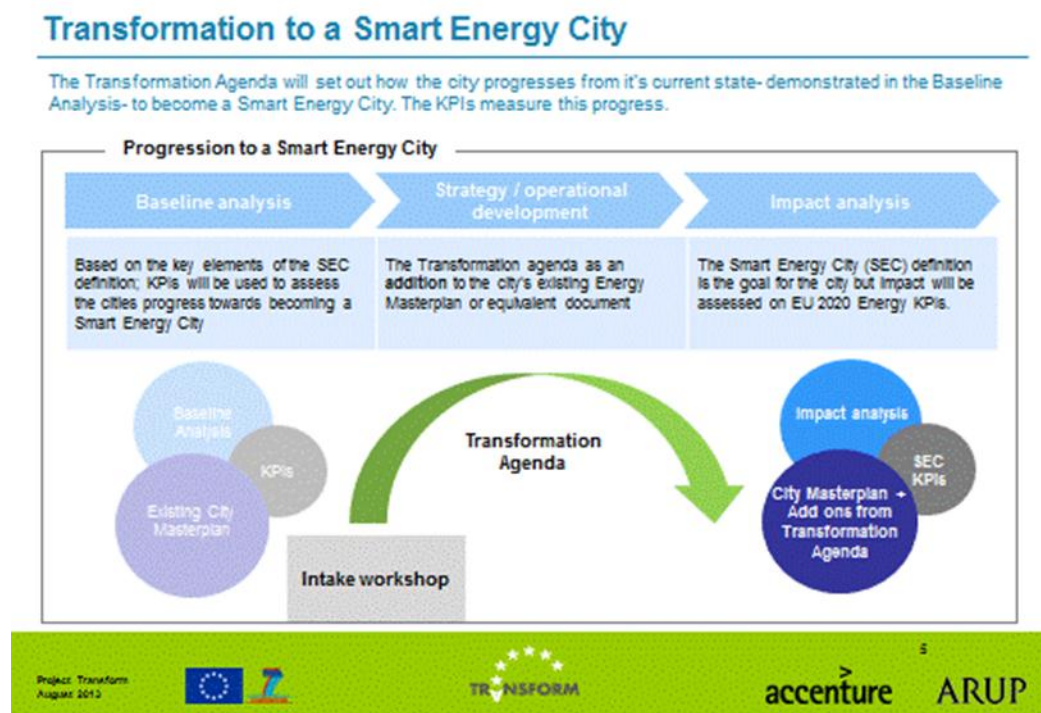 Transformation to a Smart Energy City
The Transformation Agenda will set out how the city progresses from it's current state- demonstrated in the Baseline
Analysis- to become a Smart Energy City. The KPIs measure this progress.
Progression to a Smart Energy City
Baseline analysis
Strategy / operational
development
Impact analysis
Based on the key elements of the SEC
definition; KPIs will be used to assess
the cities progress towards becoming a
Smart Energy City
The Transformation agenda as an
addition to the city's existing Energy
Masterplan or equivalent document
The Smart Energy City (SEC) definition
is the goal for the city but impact will be
assessed on EU 2020 Energy KPIs.
Baseline
Analysis
KPIs
Existing City
Masterplan
Transformation
Agenda
Intake workshop
Impact analysis
SEC
KPIs
City Masterplan +
Add ons from
Transformation
Agenda
5
Project Transform
August 2013
7
TRANSFORM
accenture
ARUP